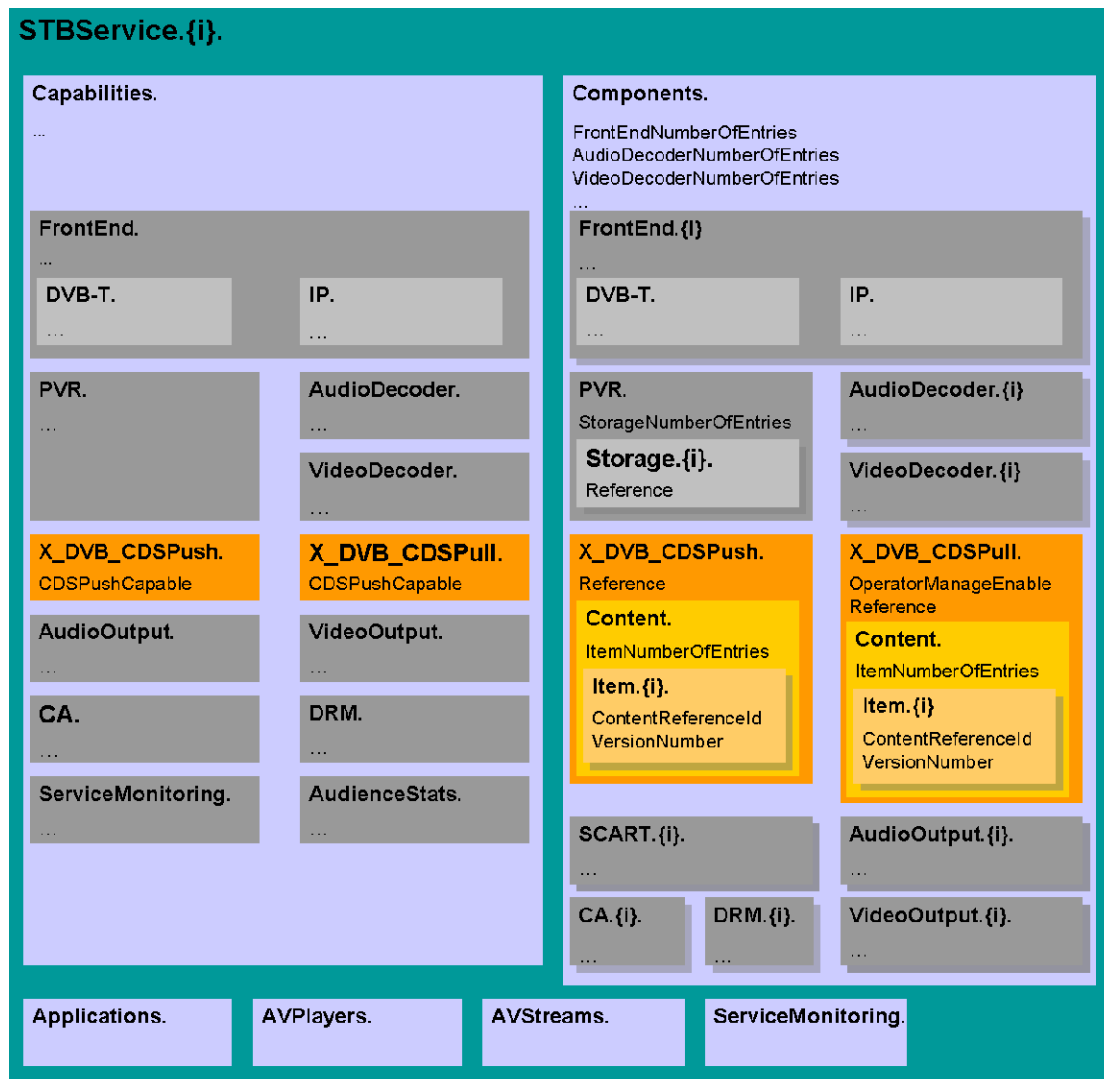 STBService.{i}.
Capabilities.
...
FrontEnd.
...
DVB-T.
...
IP.
...
PVR.
...
AudioDecoder.
...
VideoDecoder.
...
X_DVB_CDSPush.
CDSPushCapable
X_DVB_CDSPull.
CDSPushCapable
AudioOutput.
...
VideoOutput.
...
CA.
...
DRM.
...
ServiceMonitoring.
...
AudienceStats.
...
Components.
FrontEndNumberOfEntries
AudioDecoderNumberOfEntries
VideoDecoderNumberOfEntries
...
FrontEnd.{I}
...
DVB-T.
...
IP.
...
PVR.
StorageNumberOfEntries
Storage.{i}.
Reference
AudioDecoder.{i}
...
VideoDecoder.{i}
...
X_DVB_CDSPush.
Reference
Content.
ItemNumberOfEntries
Item.{i}.
ContentReferenceId
VersionNumber
X_DVB_CDSPull.
OperatorManageEnable
Reference
Content.
ItemNumberOfEntries
Item.{i}
ContentReferenceId
VersionNumber
SCART.{i}.
...
AudioOutput.{i}.
...
CA.{i}.
...
DRM.{i}.
...
VideoOutput.{i}.
...
Applications.
AVPlayers.
AVStreams.
ServiceMonitoring.